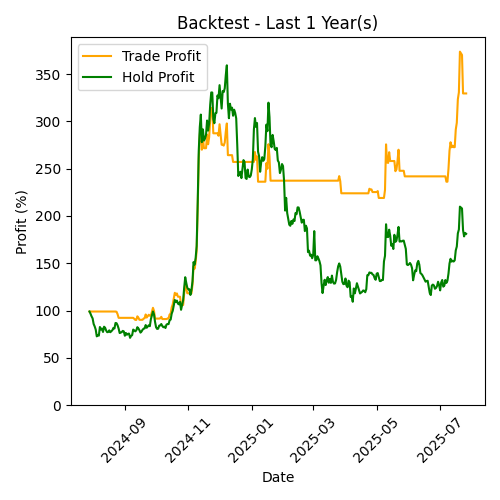 Backtest - Last 1 Year(s)
Trade Profit
Hold Profit
Profit (%)
350
300
250
200
150
100
50
0
2024-09
2024-11
2025-01
2025-03
2025-05
2025-07
Date